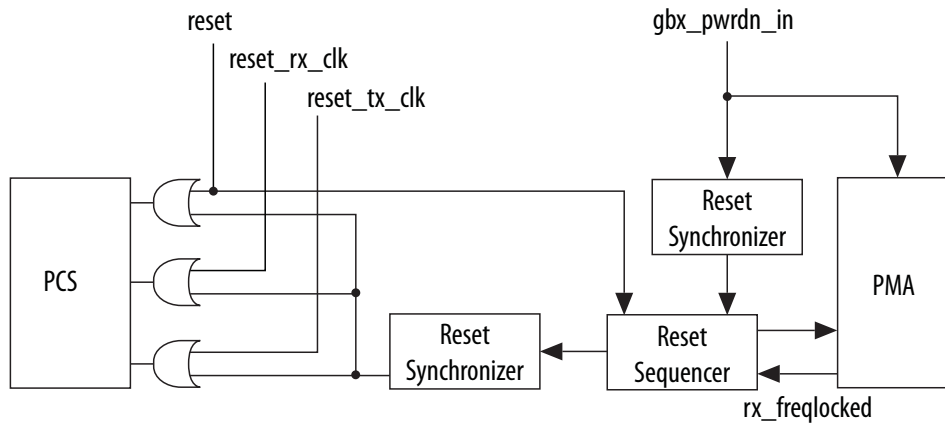 reset
gbx_pwrdn_in
reset_rx_clk
reset_tx_clk
Reset
Synchronizer
PCS
PMA
Reset
Synchronizer
Reset
Sequencer
rx_freqlocked